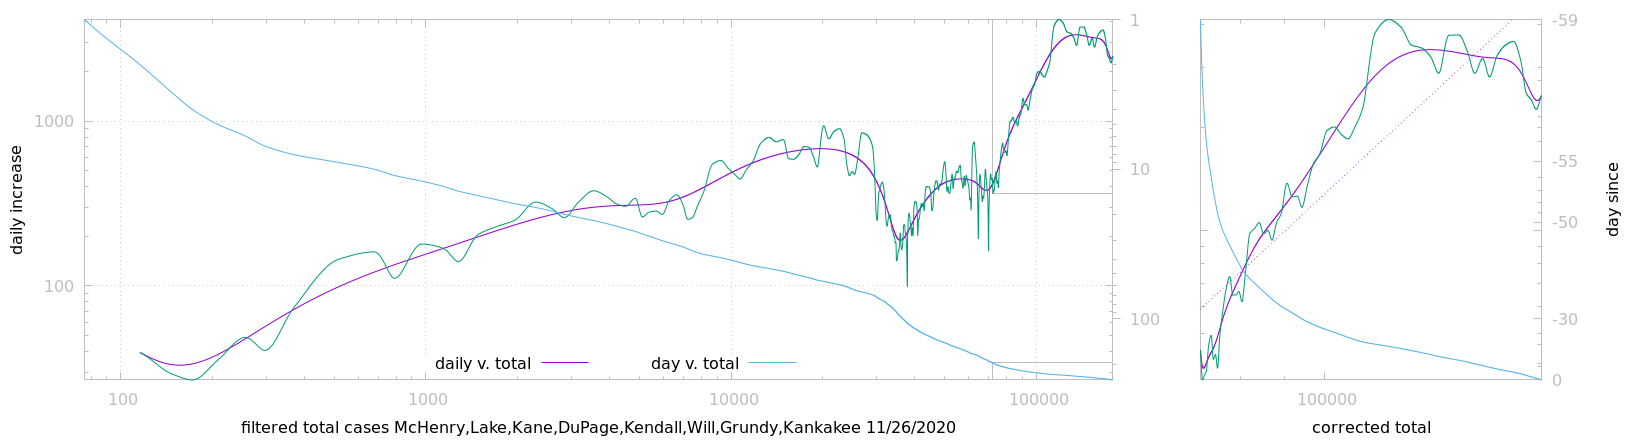 1
-59
1000
10
-55
daily increase
-50
day since
100
100
-30
daily v. total
day v. total
0
100
1000
10000
100000
100000
filtered total cases McHenry,Lake,Kane,DuPage,Kendall,Will,Grundy,Kankakee 11/26/2020
corrected total